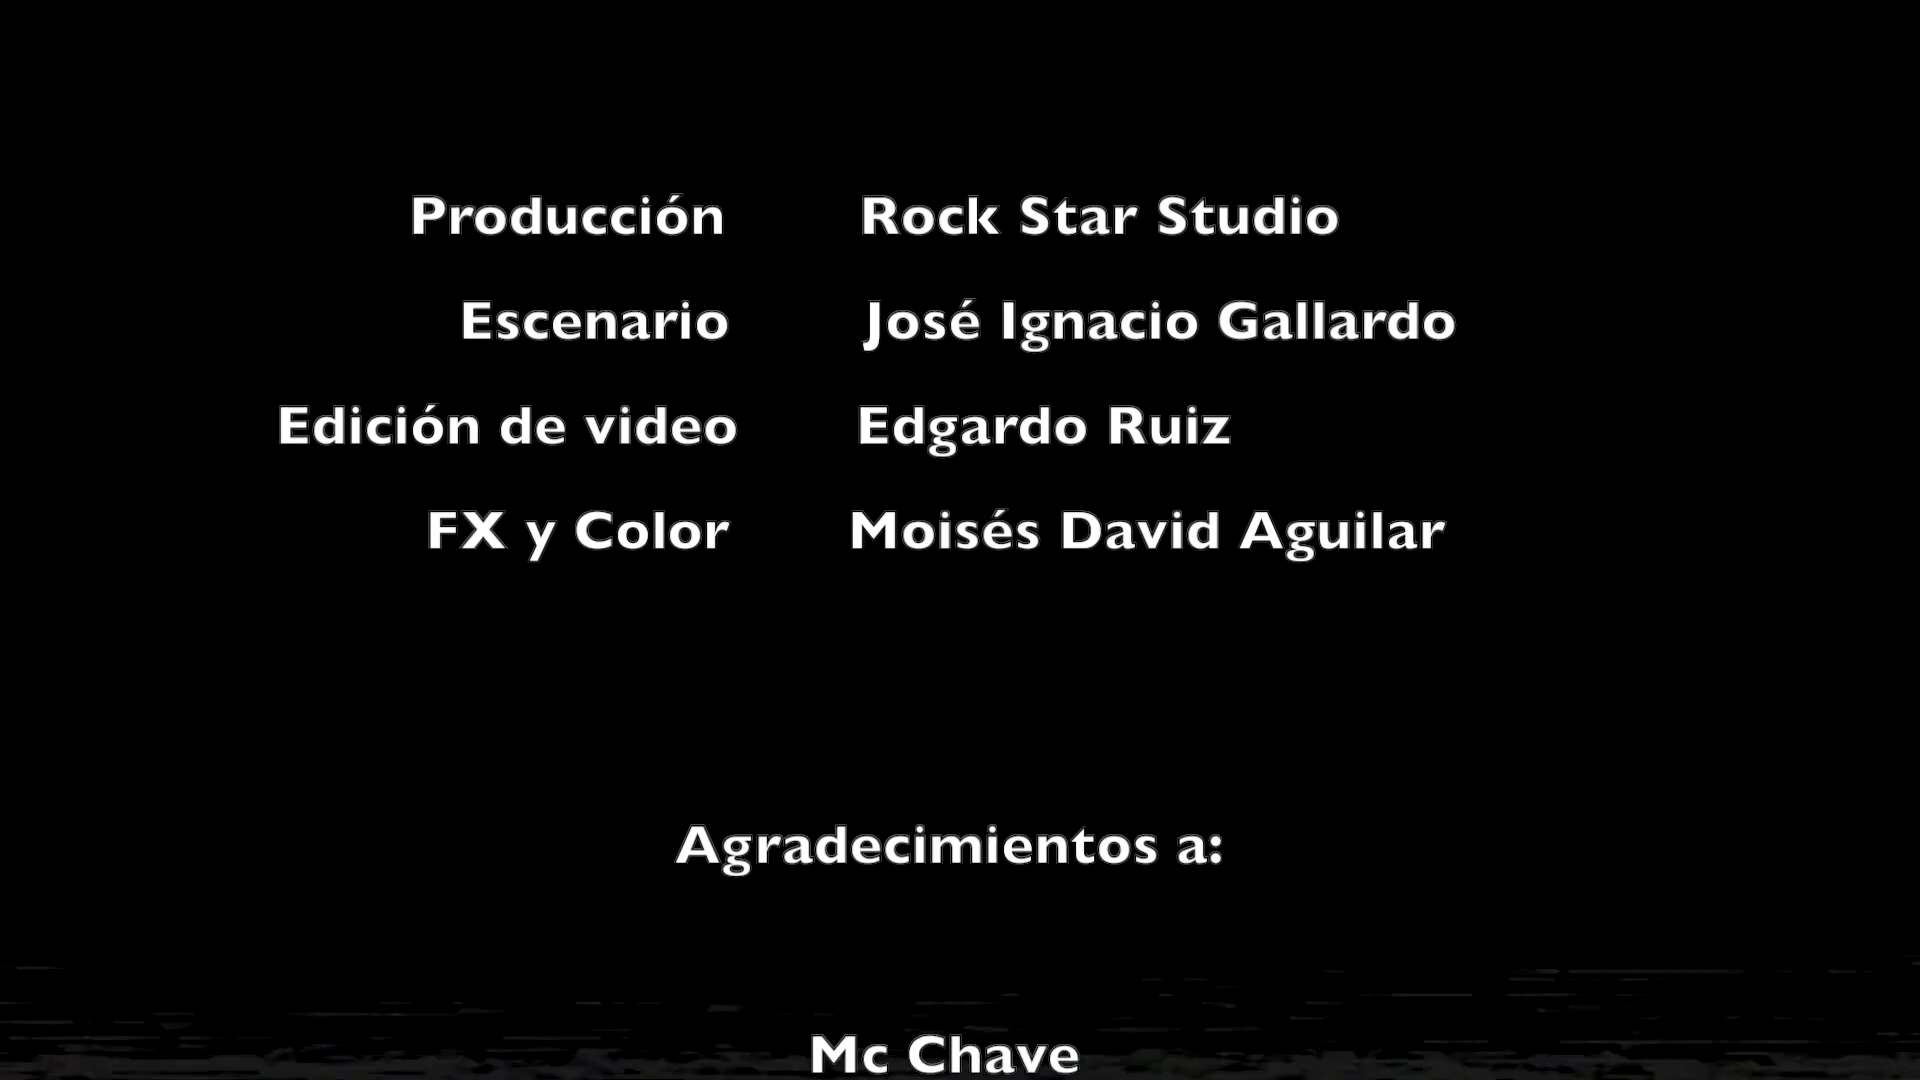 Producción Rock Star Studio
Escenario José Ignacio Gallardo
Edición de video Edgardo Ruiz
FX y Color Moisés David Aguilar
Agradecimientos a:
Mc Chave